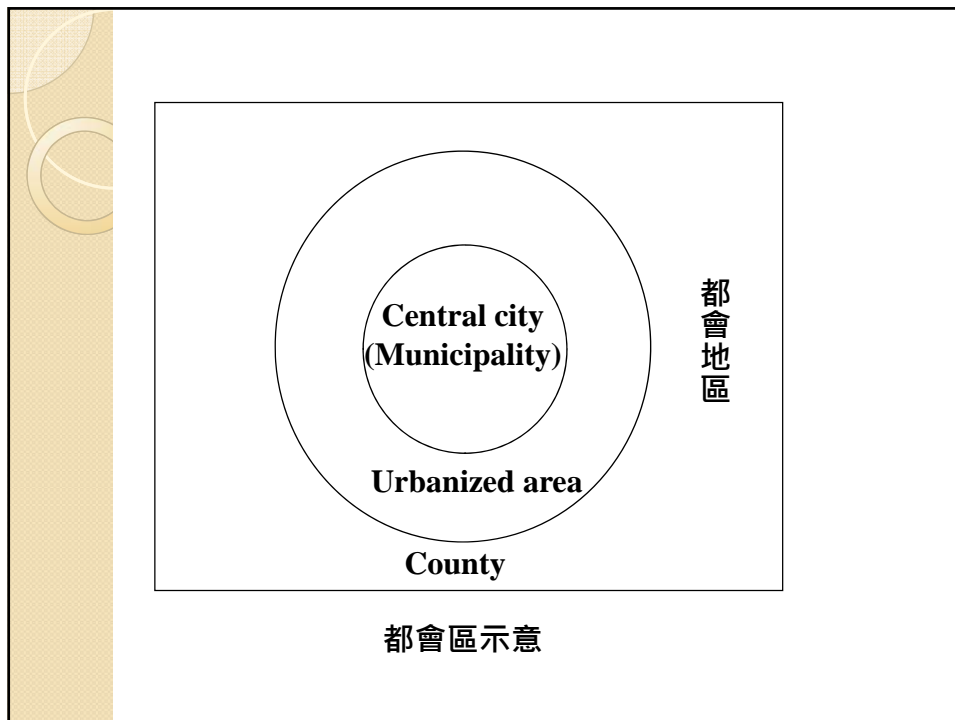 Central city
(Municipality)
都會地區
Urbanized area
County
都會區示意